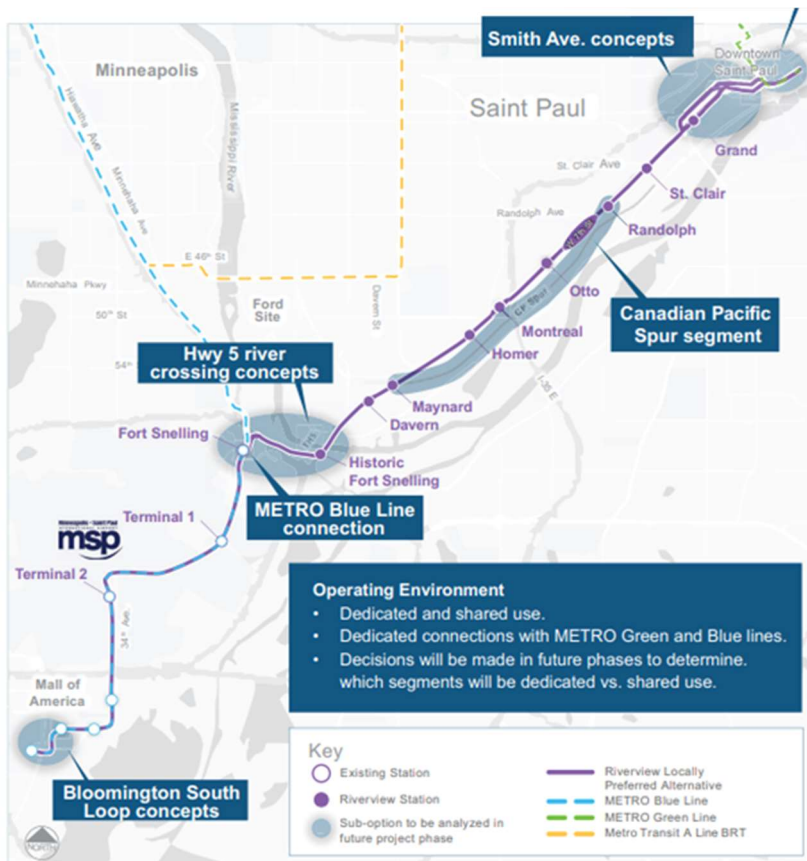 Smith Ave. concepts
Downtown
Saint Paul
Minneapolis
Saint Paul
Hiawatha Ave
Minnehaha Ave
Mississippi River
Grand
St. Clair Ave
St. Clair
Randolph Ave
Randolph
E 46th St
Minnehaha Pkwy
50th St
Ford
Site
Davern St
Otto
CP Spur
Montreal
Canadian Pacific
Spur segment
Homer
54th
Hwy 5 river
crossing concepts
I-35 E
Maynard
Davern
Fort Snelling
Historic
Fort Snelling
METRO Blue Line
connection
Terminal 1
msp
Terminal 2
34th Ave.
Mall of
America
Bloomington South
Loop concepts
Operating Environment
• Dedicated and shared use.
• Dedicated connections with METRO Green and Blue lines.
• Decisions will be made in future phases to determine.
which segments will be dedicated vs. shared use.
Key
Existing Station
Riverview Station
Sub-option to be analyzed in
future project phase
Riverview Locally
Preferred Alternative
METRO Blue Line
METRO Green Line
Metro Transit A Line BRT
NORTH